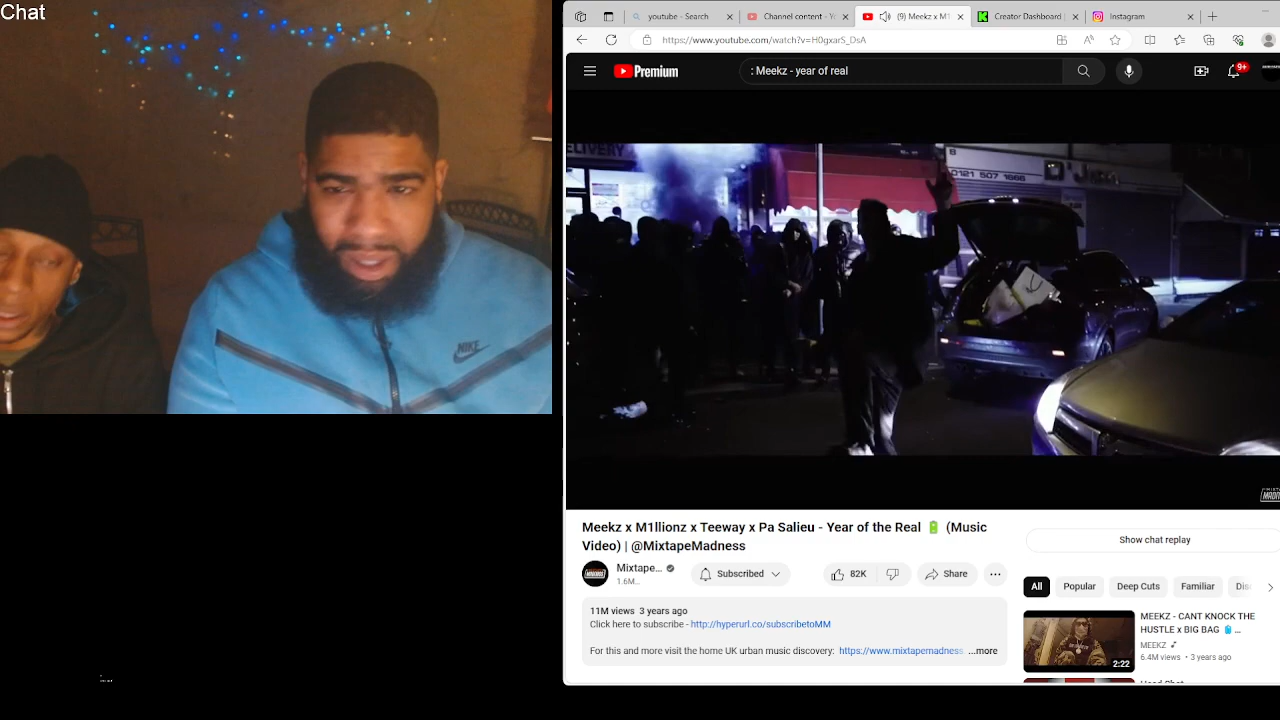 Chat
youtube - Search
Channel content - Y
(9) Meekz x M1
Creator Dashboard |
Instagram
https://www.youtube.com/watch?v=H0gxarS_DsA
Premium
: Meekz - year of real
9+
NIKE
ELIVERY
0121 507 1666
Meekz x M1llionz x Teeway x Pa Salieu - Year of the Real 🔋 (Music
Video) | @MixtapeMadness
Mixtape...
1.6M...
Subscribed
82K
Share
Show chat replay
All
Popular
Deep Cuts
Familiar
Dis
11M views 3 years ago
Click here to subscribe - http://hyperurl.co/subscribetoMM
For this and more visit the home UK urban music discovery: https://www.mixtapemadness ...more
MEEKZ - CANT KNOCK THE
HUSTLE x BIG BAG 🧳 ...
MEEKZ
6.4M views • 3 years ago
2:22